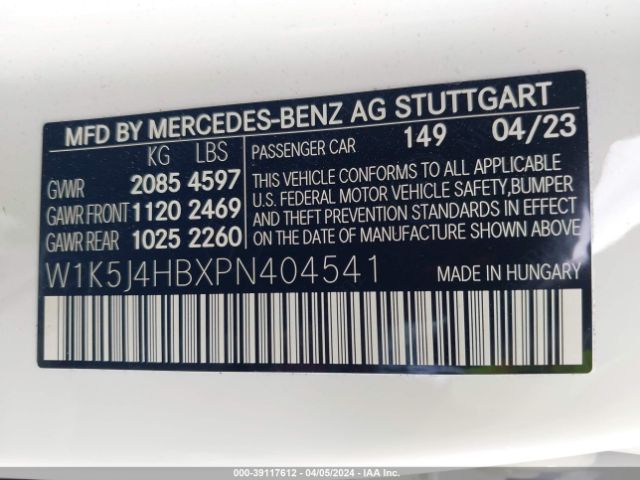 MFD BY MERCEDES-BENZ AG STUTTGART
KG LBS
GVWR 2085 4597
GAWR FRONT 1120 2469
GAWR REAR 1025 2260
PASSENGER CAR 149 04/23
THIS VEHICLE CONFORMS TO ALL APPLICABLE
U.S. FEDERAL MOTOR VEHICLE SAFETY,BUMPER
AND THEFT PREVENTION STANDARDS IN EFFECT
ON THE DATE OF MANUFACTURE SHOWN ABOVE
W1K5J4HBXPN404541
MADE IN HUNGARY
000-39117612 - 04/05/2024 - IAA Inc.